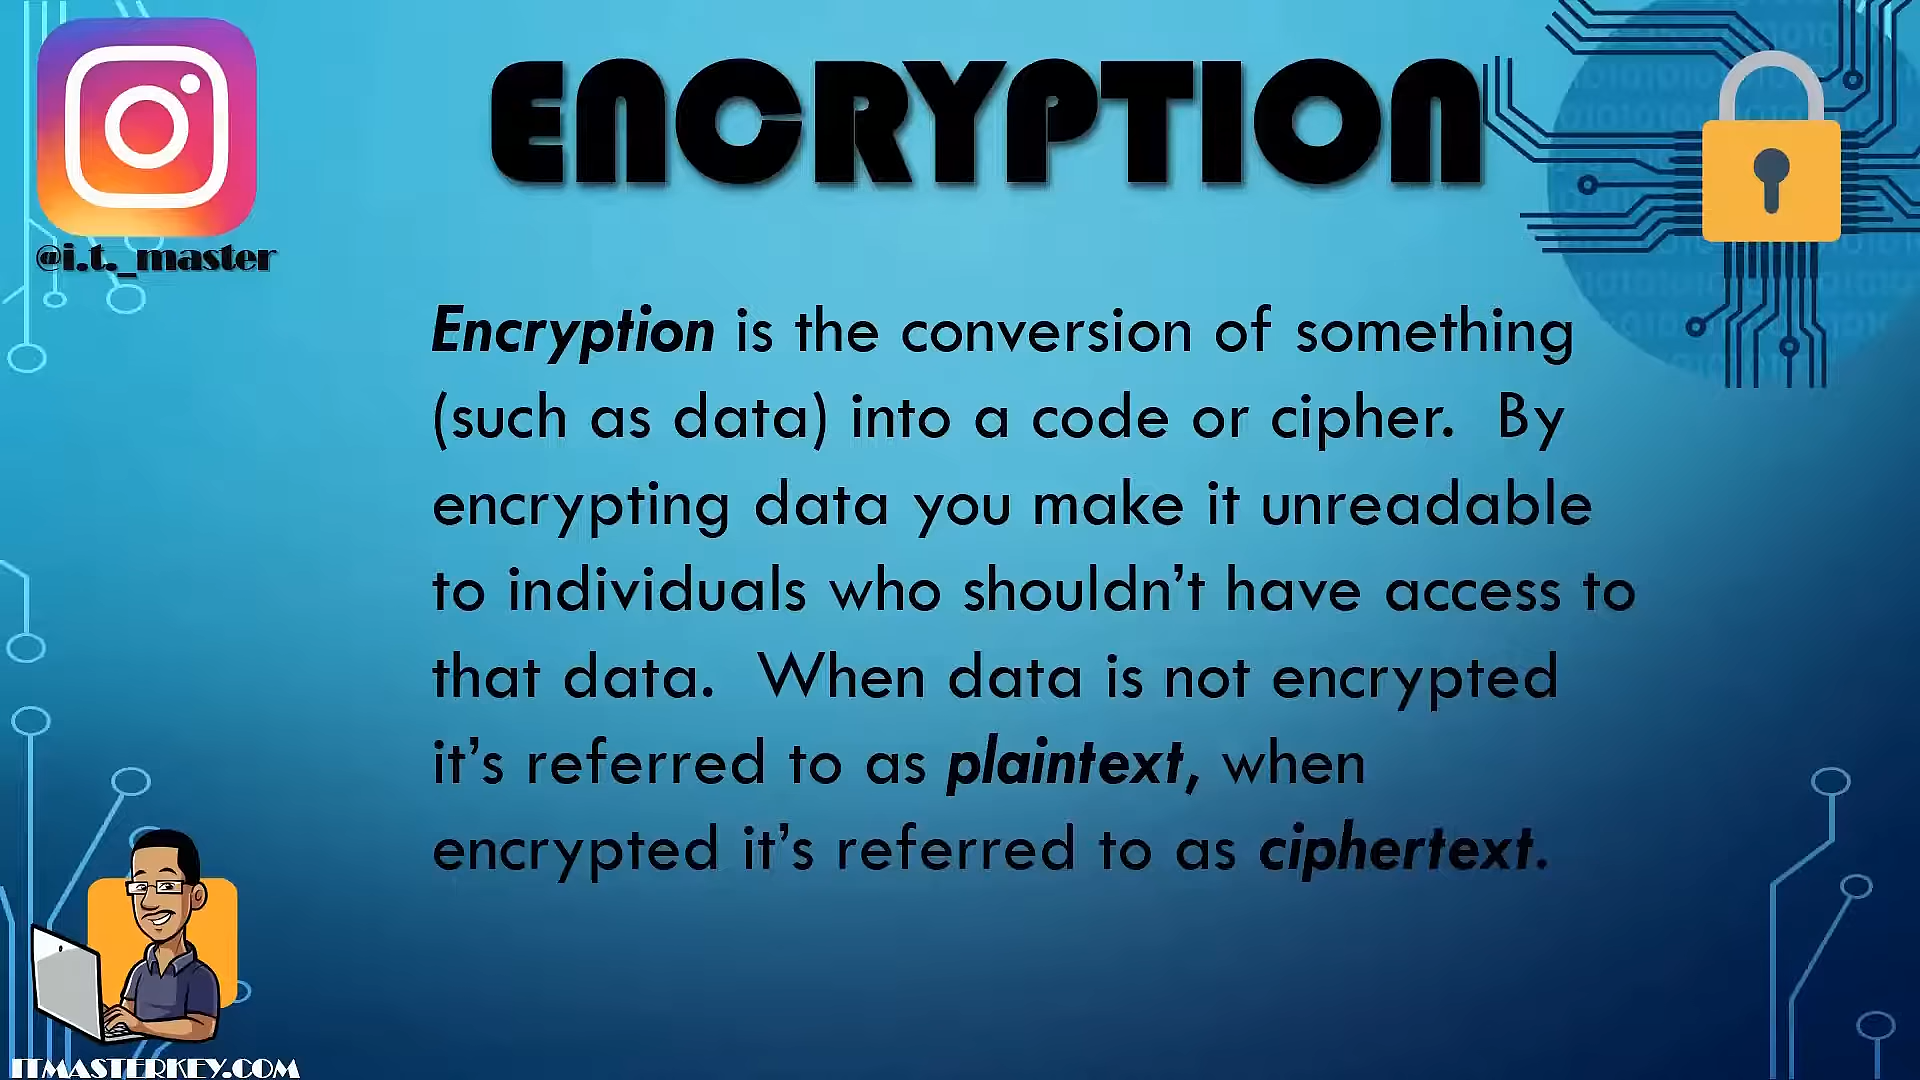 ENCRYPTION
@i.t._master
Encryption is the conversion of something
(such as data) into a code or cipher.  By
encrypting data you make it unreadable
to individuals who shouldn't have access to
that data.  When data is not encrypted
it's referred to as plaintext, when
encrypted it's referred to as ciphertext.
ITMASTERKEY.COM